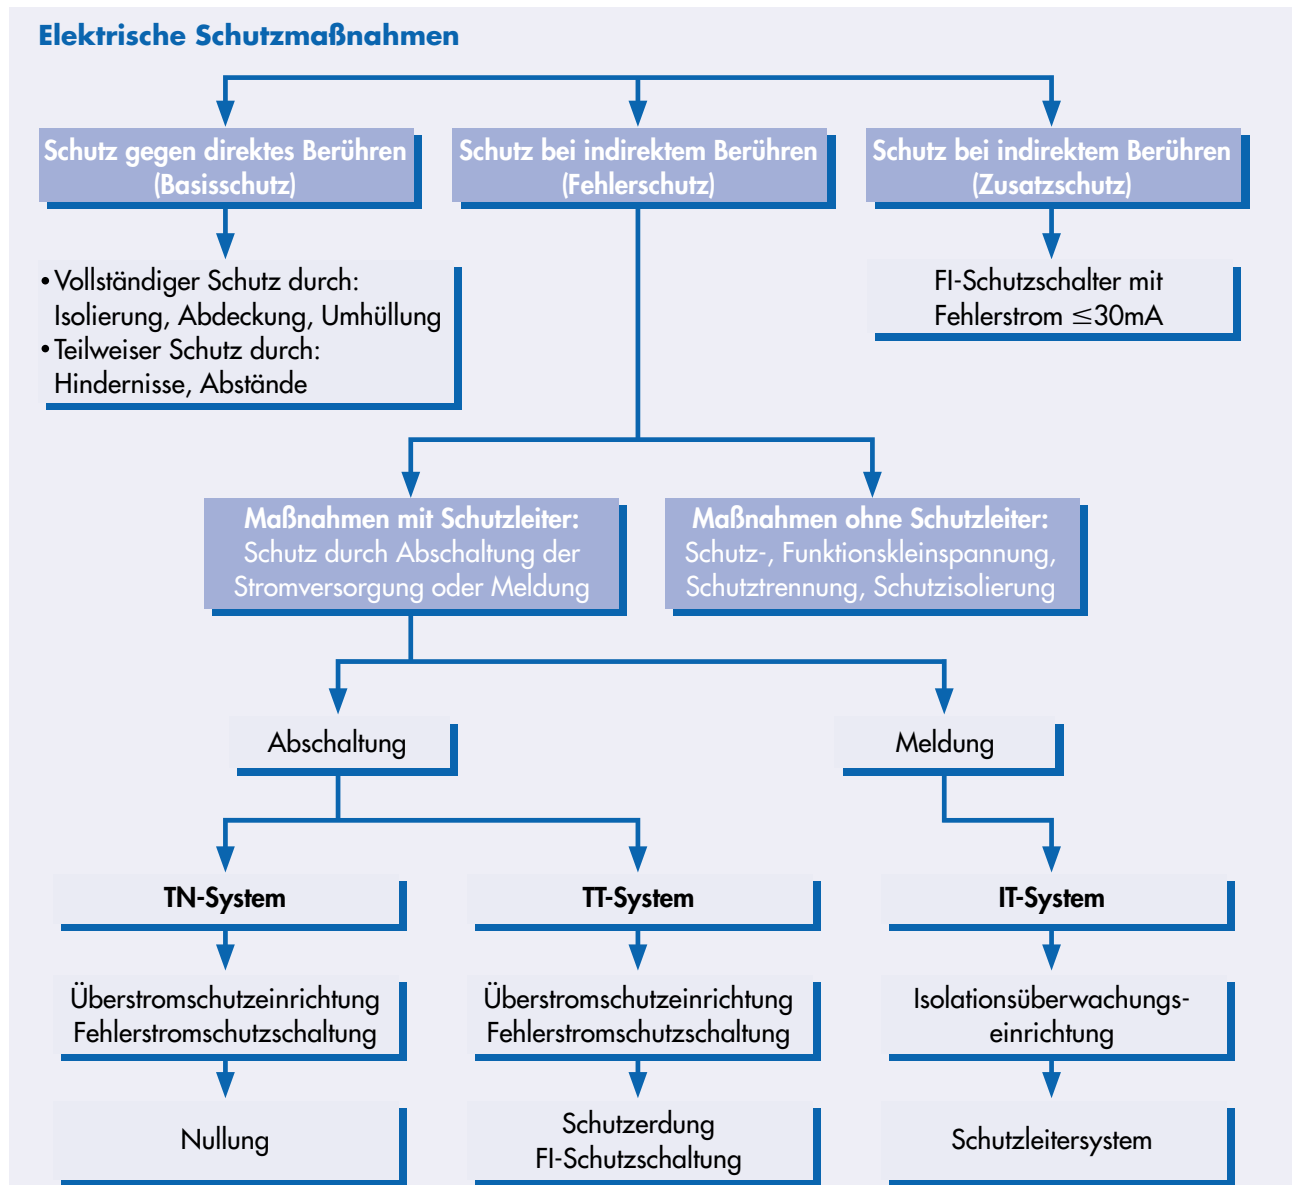 Elektrische Schutzmaßnahmen
Schutz gegen direktes Berühren
(Basisschutz)
Schutz bei indirektem Berühren
(Fehlerschutz)
Schutz bei indirektem Berühren
(Zusatzschutz)
• Vollständiger Schutz durch:
Isolierung, Abdeckung, Umhüllung
• Teilweiser Schutz durch:
Hindernisse, Abstände
FI-Schutzschalter mit
Fehlerstrom ≤30mA
Maßnahmen mit Schutzleiter:
Schutz durch Abschaltung der
Stromversorgung oder Meldung
Maßnahmen ohne Schutzleiter:
Schutz-, Funktionskleinspannung,
Schutztrennung, Schutzisolierung
Abschaltung
Meldung
TN-System
TT-System
IT-System
Überstromschutzeinrichtung
Fehlerstromschutzschaltung
Überstromschutzeinrichtung
Fehlerstromschutzschaltung
Isolationsüberwachungs-
einrichtung
Nullung
Schutzerdung
FI-Schutzschaltung
Schutzleitersystem